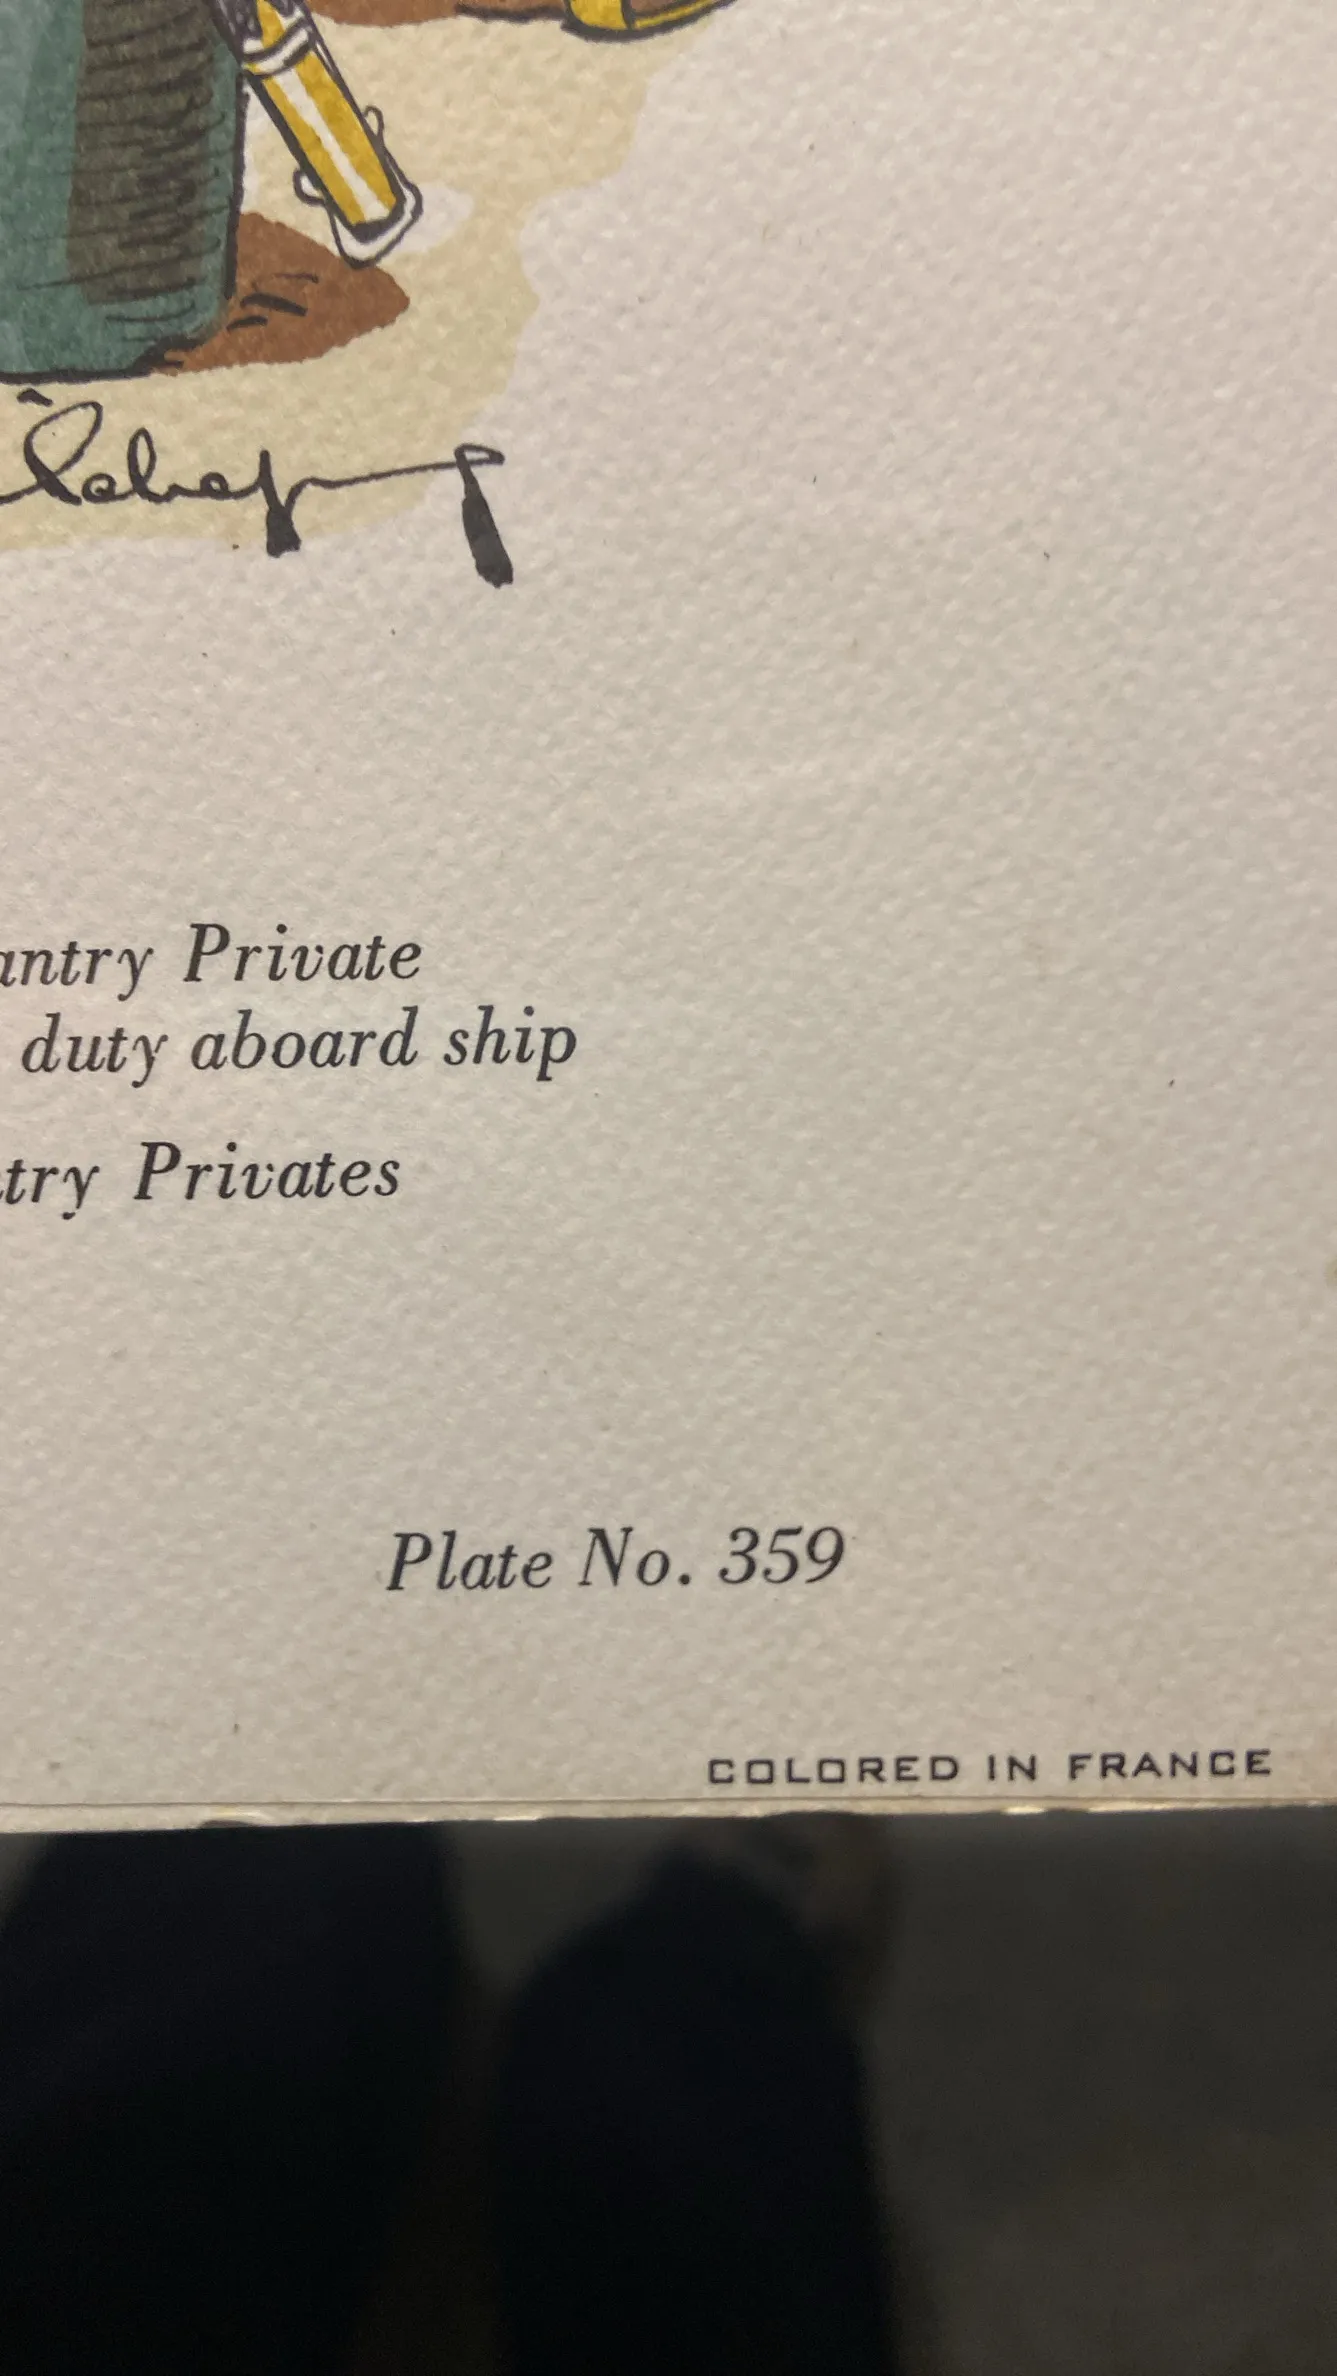 antry Private
duty aboard ship
try Privates
Plate No. 359
COLORED IN FRANCE